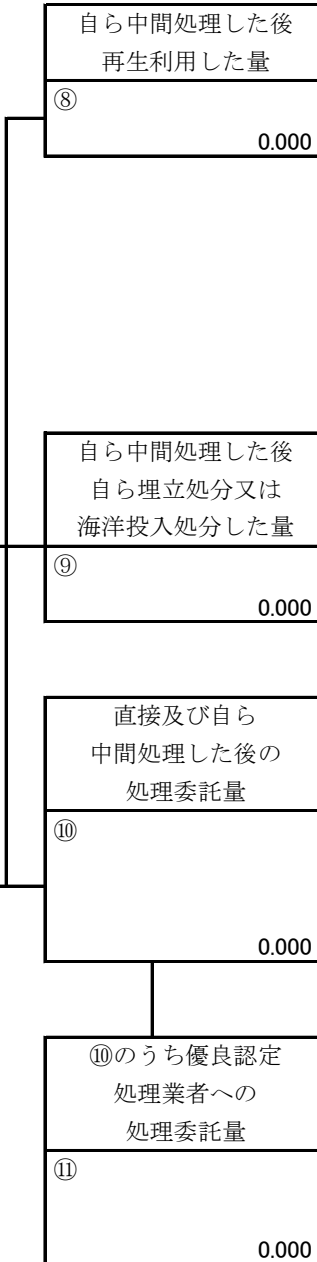 自ら中間処理した後
再生利用した量
⑧
0.000
自ら中間処理した後
自ら埋立処分又は
海洋投入処分した量
⑨
0.000
直接及び自ら
中間処理した後の
処理委託量
⑩
0.000
⑩のうち優良認定
処理業者への
処理委託量
⑪
0.000